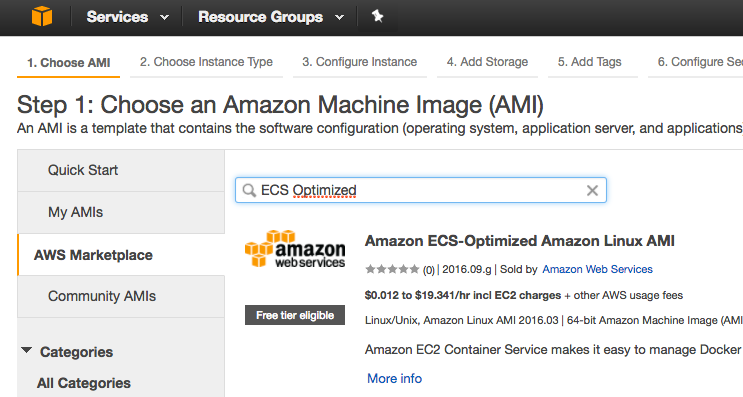 Services Resource Groups
1. Choose AMI 2. Choose Instance Type 3. Configure Instance 4. Add Storage 5. Add Tags 6. Configure Sec
Step 1: Choose an Amazon Machine Image (AMI)
An AMI is a template that contains the software configuration (operating system, application server, and applications
Quick Start
ECS Optimized
My AMIs
amazon
web services
Amazon ECS-Optimized Amazon Linux AMI
AWS Marketplace
(0) | 2016.09.g | Sold by Amazon Web Services
Community AMIs
$0.012 to $19.341/hr incl EC2 charges + other AWS usage fees
Free tier eligible
Linux/Unix, Amazon Linux AMI 2016.03 | 64-bit Amazon Machine Image (AMI
Categories
Amazon EC2 Container Service makes it easy to manage Docker
All Categories
More info